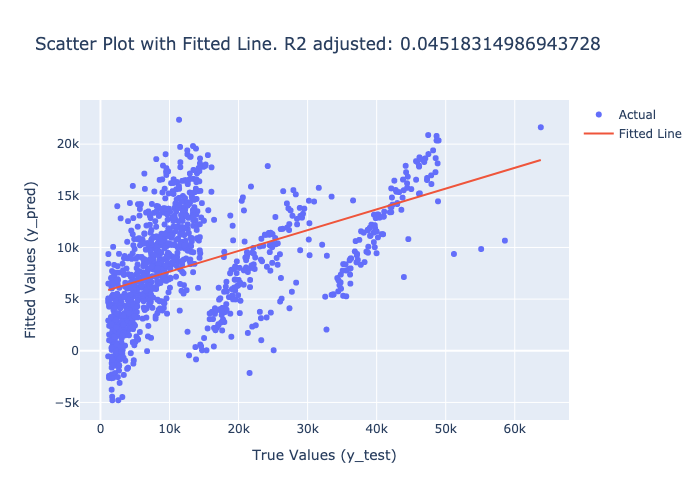 Scatter Plot with Fitted Line. R2 adjusted: 0.04518314986943728
Actual
Fitted Line
20k
15k
10k
5k
0
−5k
Fitted Values (y_pred)
0 10k 20k 30k 40k 50k 60k
True Values (y_test)